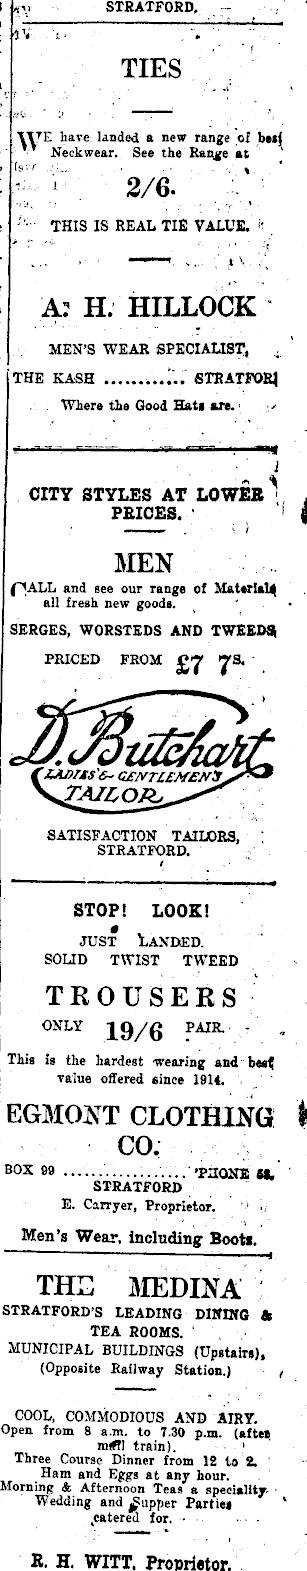 STRATFORD.
TIES
WE have landed a new range of best
Neckwear. See the Range at
2/6.
THIS IS REAL TIE VALUE.
A. H. HILLOCK
MEN'S WEAR SPECIALIST,
THE KASH ............ STRATFOR
Where the Good Hats are.
CITY STYLES AT LOWER
PRICES.
MEN
CALL and see our range of Materials
all fresh new goods.
SERGES, WORSTEDS AND TWEEDS,
PRICED FROM £7 7s.
D. Butchart
LADIES' & GENTLEMEN'S
TAILOR
SATISFACTION TAILORS,
STRATFORD.
STOP! LOOK!
JUST LANDED.
SOLID TWIST TWEED
TROUSERS
ONLY 19/6 PAIR.
This is the hardest wearing and best
value offered since 1914.
EGMONT CLOTHING
CO.
BOX 99 .................. 'PHONE 58.
STRATFORD
E. Carryer, Proprietor.
Men's Wear, including Boots.
THE MEDINA
STRATFORD'S LEADING DINING &
TEA ROOMS.
MUNICIPAL BUILDINGS (Upstairs),
(Opposite Railway Station.)
COOL, COMMODIOUS AND AIRY.
Open from 8 a.m. to 7.30 p.m. (after
mail train).
Three Course Dinner from 12 to 2.
Ham and Eggs at any hour.
Morning & Afternoon Teas a speciality
Wedding and Supper Parties
catered for.
R. H. WITT, Proprietor.